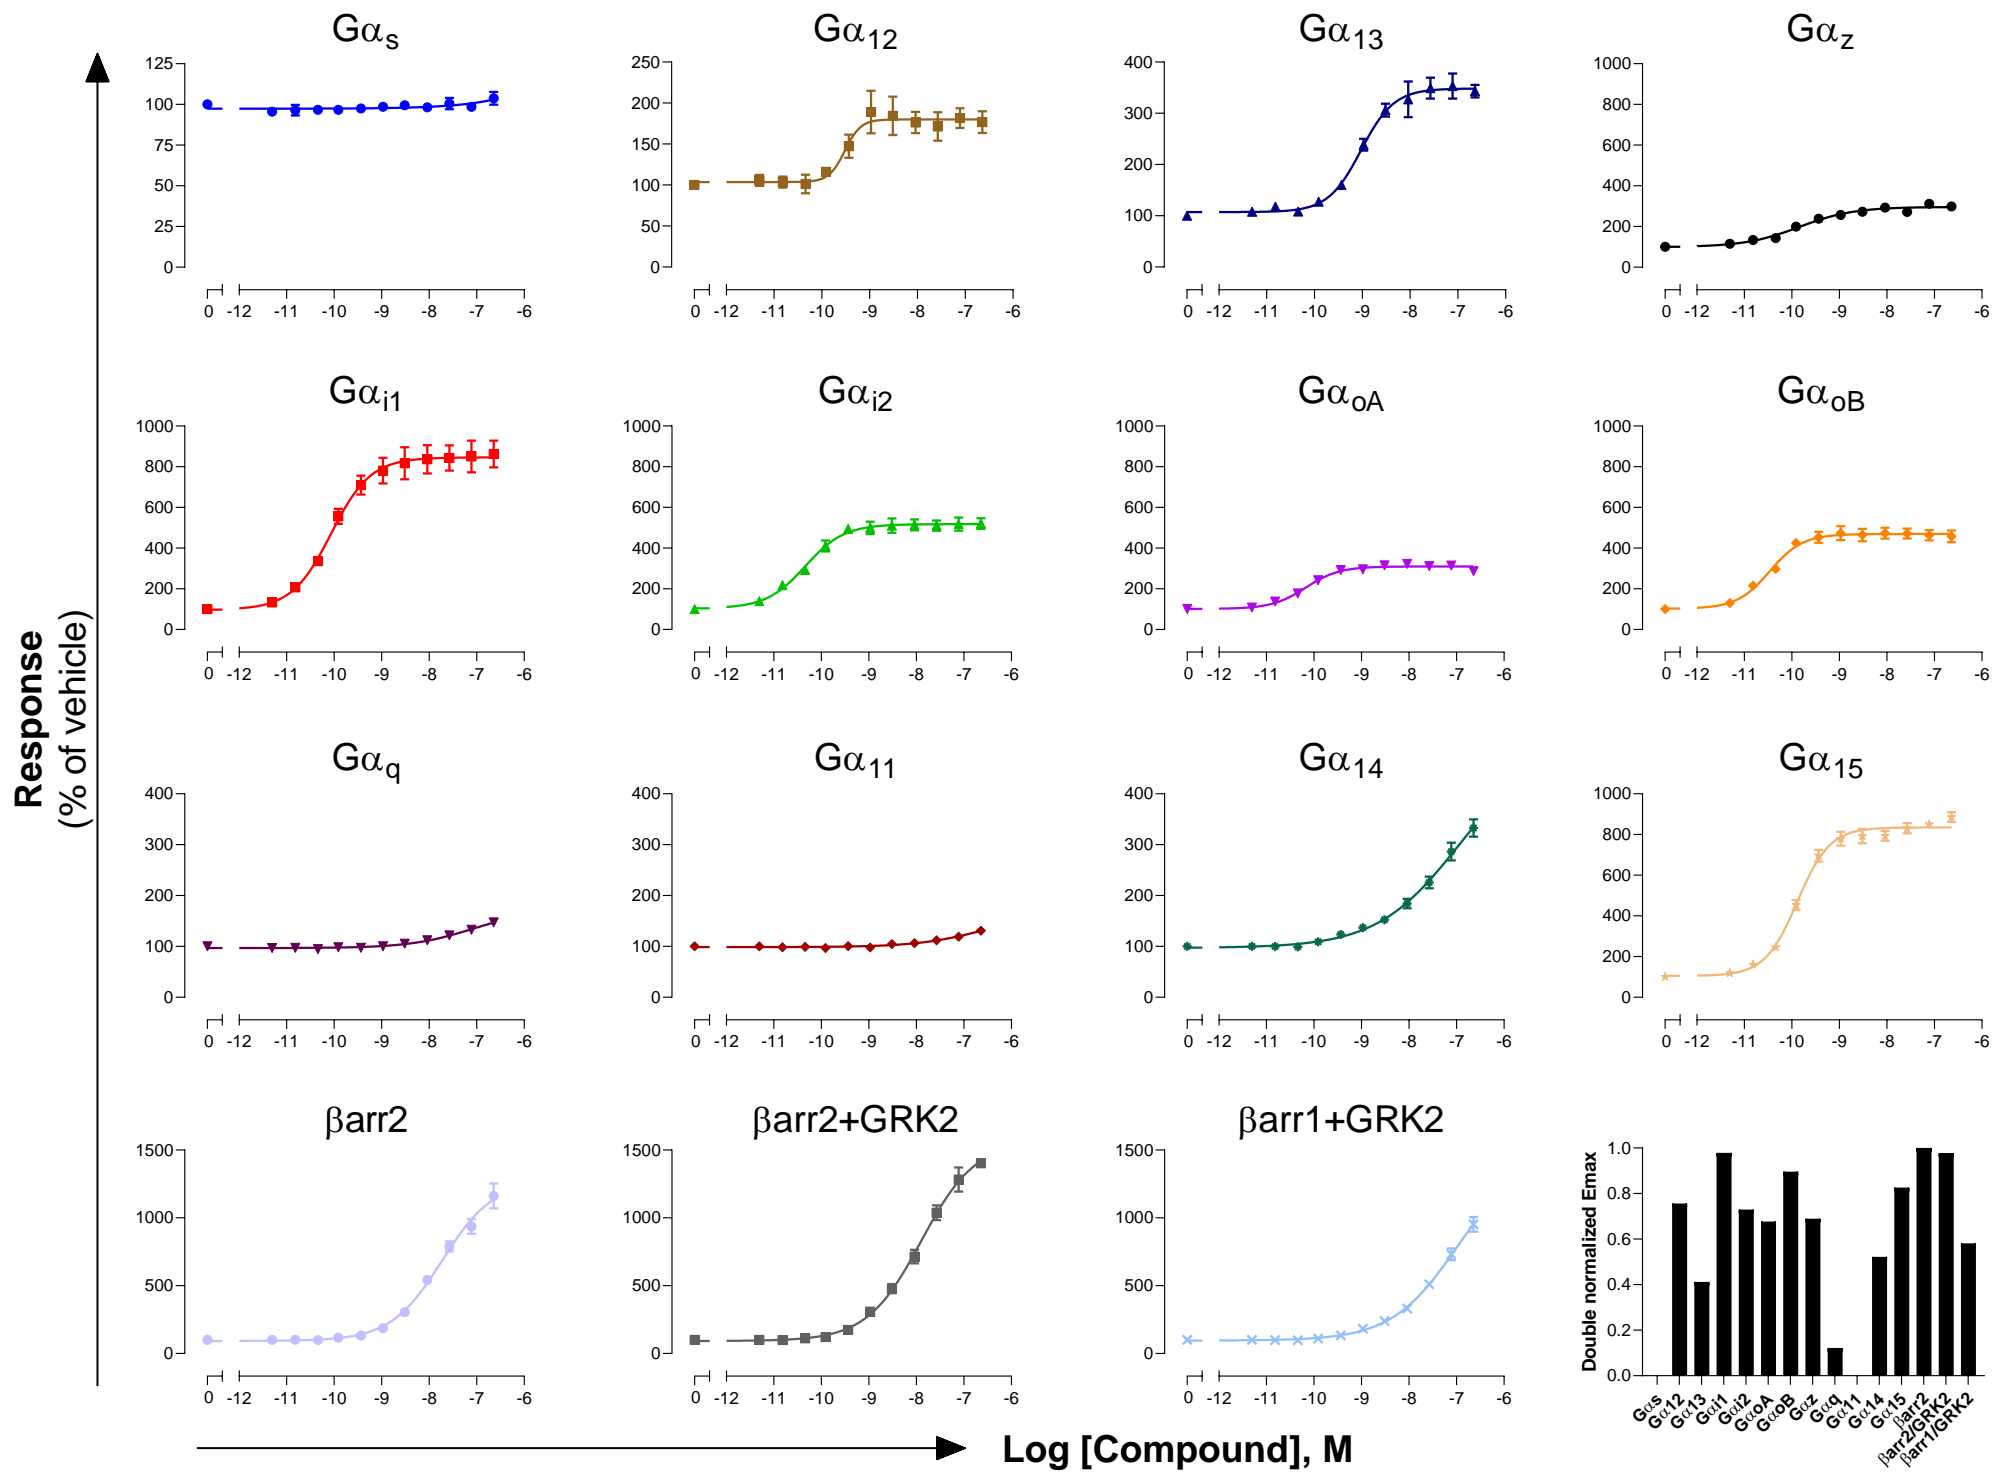 Gαs Gα12 Gα13 Gαz
125 250 400 1000
100 200 300 800
75 150 200 600
50 100 100 400
25 50 0 200
0 0 0
0 -12 -11 -10 -9 -8 -7 -6 0 -12 -11 -10 -9 -8 -7 -6 0 -12 -11 -10 -9 -8 -7 -6 0 -12 -11 -10 -9 -8 -7 -6
Gαi1 Gαi2 GαoA GαoB
1000 1000 1000 1000
800 800 800 800
600 600 600 600
400 400 400 400
200 200 200 200
0 0 0 0
0 -12 -11 -10 -9 -8 -7 -6 0 -12 -11 -10 -9 -8 -7 -6 0 -12 -11 -10 -9 -8 -7 -6 0 -12 -11 -10 -9 -8 -7 -6
Response
(% of vehicle)
Gαq Gα11 Gα14 Gα15
400 400 400 1000
300 300 300 800
200 200 200 600
100 100 100 400
0 0 0 200
0
0 -12 -11 -10 -9 -8 -7 -6 0 -12 -11 -10 -9 -8 -7 -6 0 -12 -11 -10 -9 -8 -7 -6 0 -12 -11 -10 -9 -8 -7 -6
βarr2 βarr2+GRK2 βarr1+GRK2
1500 1500 1500
1000 1000 1000
500 500 500
0 0 0
0 -12 -11 -10 -9 -8 -7 -6 0 -12 -11 -10 -9 -8 -7 -6 0 -12 -11 -10 -9 -8 -7 -6
Double normalized Emax
1.0
0.8
0.6
0.4
0.2
0.0
Gαs
Gα12
Gα13
Gαi1
Gαi2
GαoA
GαoB
Gαz
Gαq
Gα11
Gα14
Gα15
βarr2
βarr2/GRK2
βarr1/GRK2
Log [Compound], M